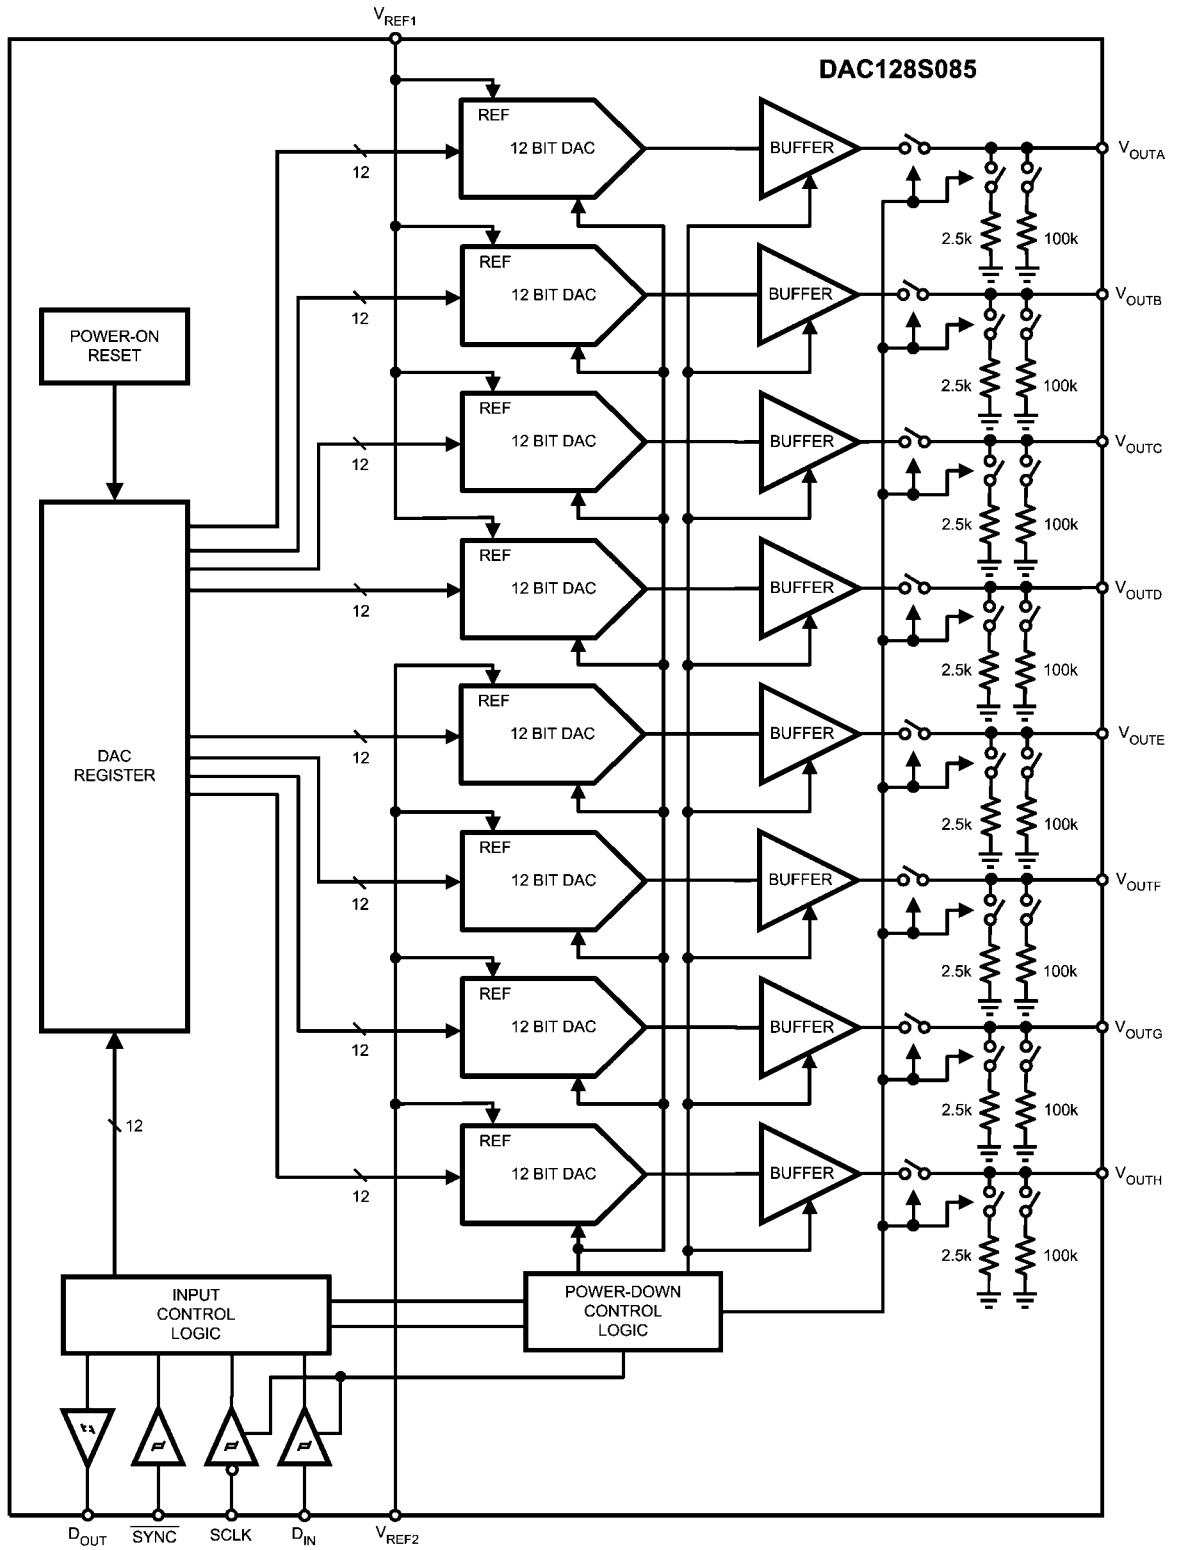 VREF1
DAC128S085
REF
12 BIT DAC
BUFFER
VOUTA
12
2.5k
100k
REF
12 BIT DAC
BUFFER
VOUTB
12
POWER-ON
RESET
2.5k
100k
REF
12 BIT DAC
BUFFER
VOUTC
12
2.5k
100k
REF
12 BIT DAC
BUFFER
VOUTD
12
2.5k
100k
REF
12 BIT DAC
BUFFER
VOUTE
12
DAC
REGISTER
2.5k
100k
REF
12 BIT DAC
BUFFER
VOUTF
12
2.5k
100k
REF
12 BIT DAC
BUFFER
VOUTG
12
2.5k
100k
12
REF
12 BIT DAC
BUFFER
VOUTH
12
2.5k
100k
INPUT
CONTROL
LOGIC
POWER-DOWN
CONTROL
LOGIC
DOUT
SYNC
SCLK
DIN
VREF2